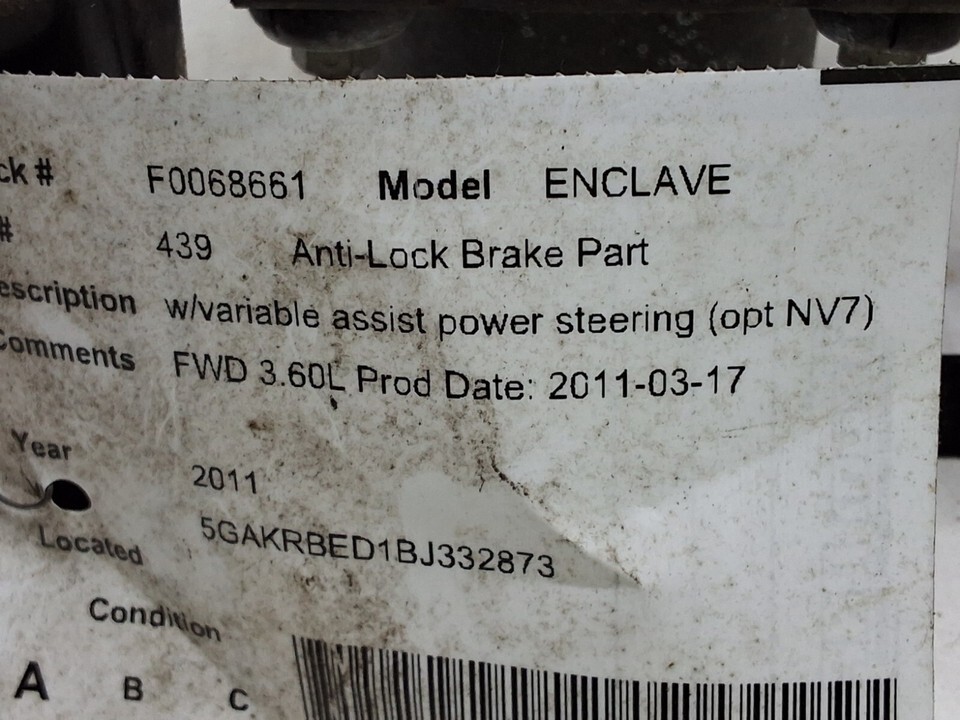 ck # F0068661 Model ENCLAVE
# 439 Anti-Lock Brake Part
escription w/variable assist power steering (opt NV7)
Comments FWD 3.60L Prod Date: 2011-03-17
Year 2011
Located 5GAKRBED1BJ332873
Condition
A B C